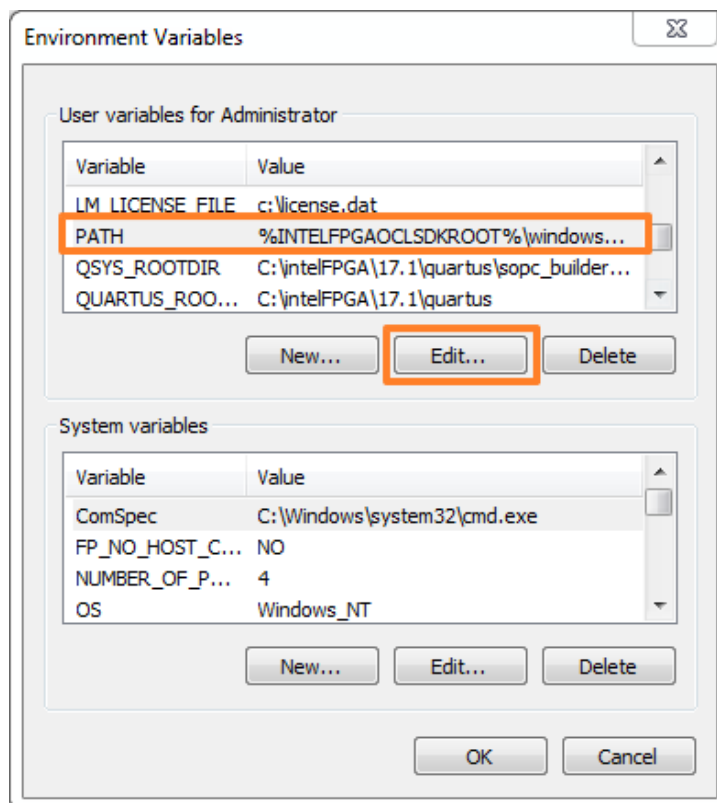 Environment Variables
User variables for Administrator
Variable Value
LM_LICENSE_FILE c:\license.dat
PATH %INTELFPGAOCLSDKROOT%\windows...
QSYS_ROOTDIR C:\intelFPGA\17.1\quartus\sopc_builder...
QUARTUS_ROO... C:\intelFPGA\17.1\quartus
New... Edit... Delete
System variables
Variable Value
ComSpec C:\Windows\system32\cmd.exe
FP_NO_HOST_C... NO
NUMBER_OF_P... 4
OS Windows_NT
New... Edit... Delete
OK Cancel